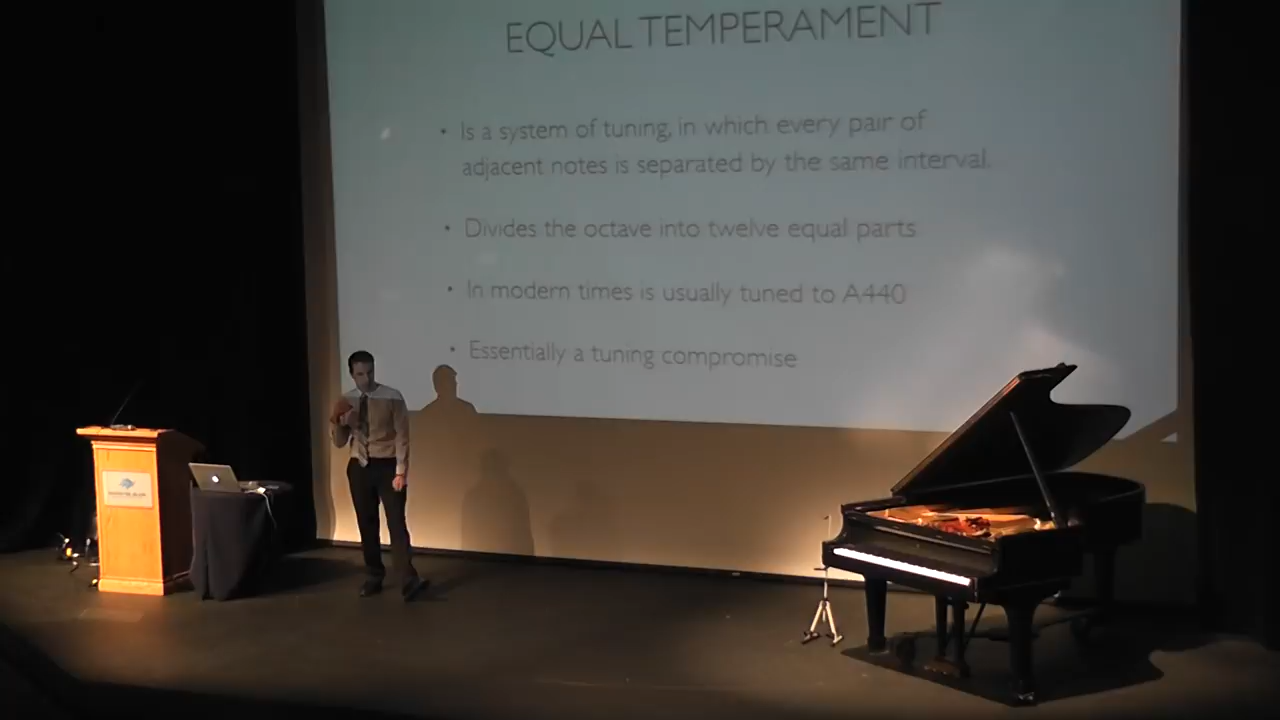 EQUAL TEMPERAMENT
• Is a system of tuning, in which every pair of
adjacent notes is separated by the same interval.
• Divides the octave into twelve equal parts
• In modern times is usually tuned to A440
• Essentially a tuning compromise